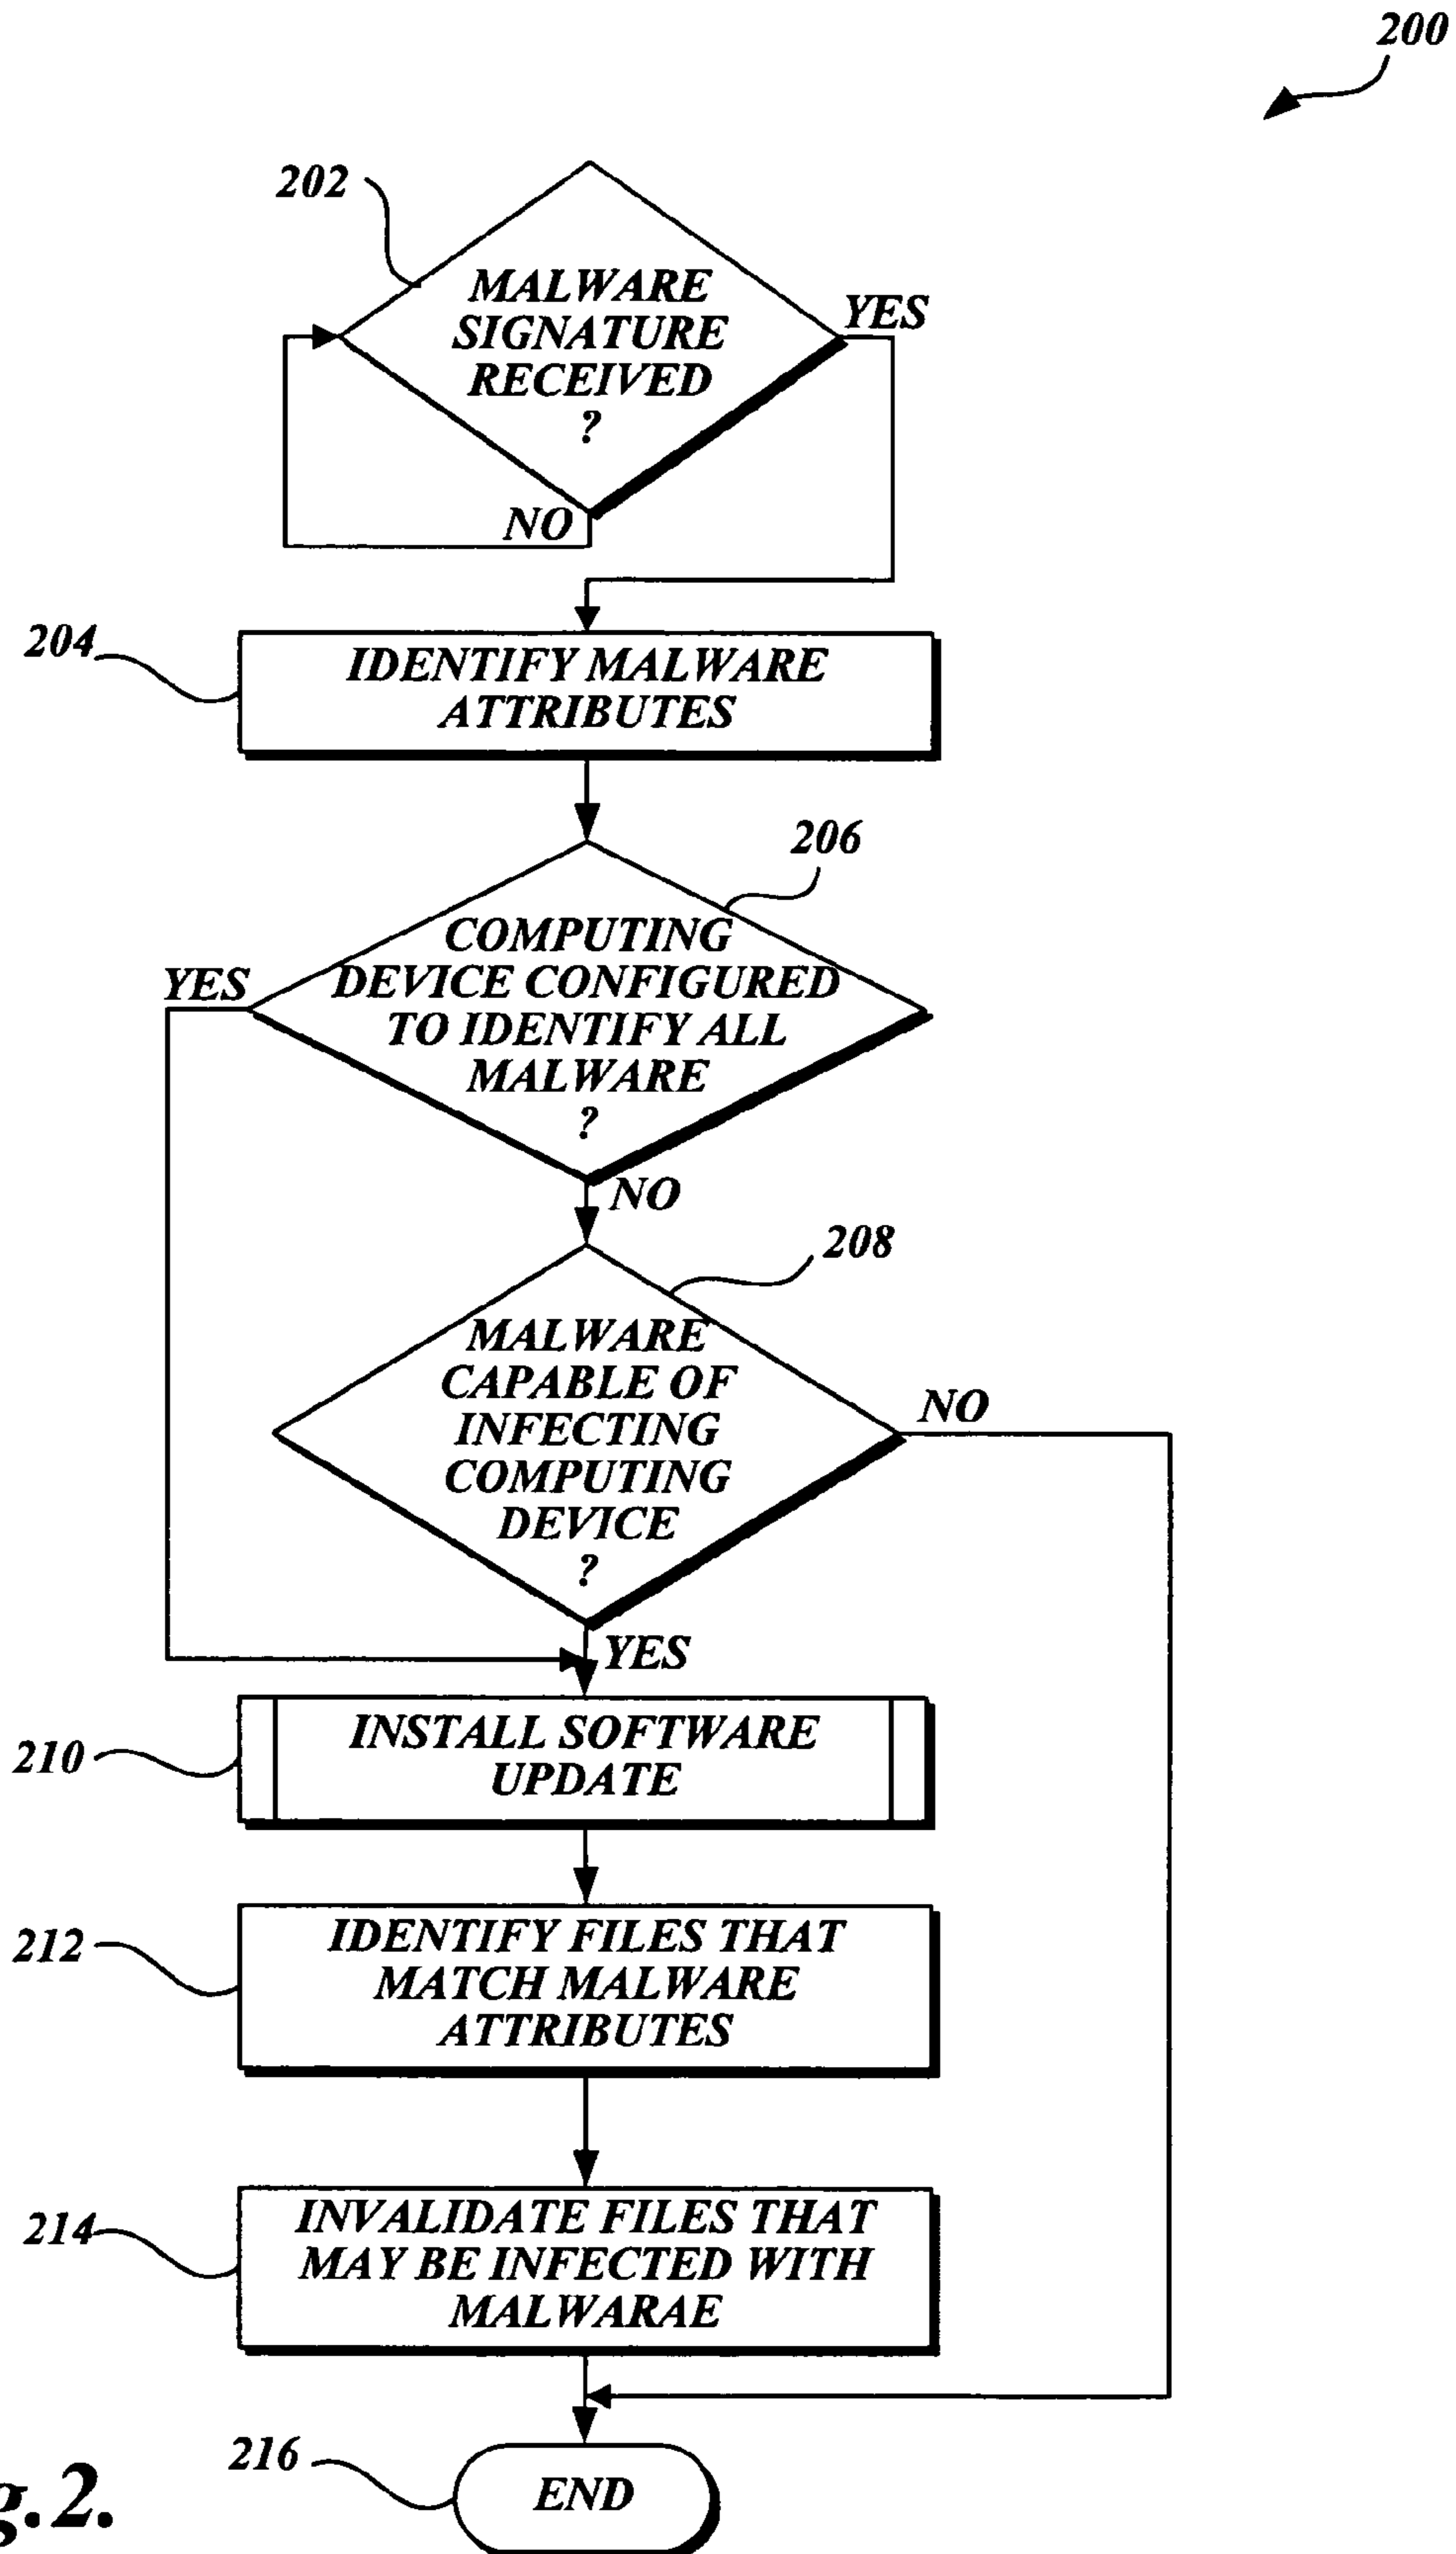 200
202
MALWARE
SIGNATURE
RECEIVED
?
YES
NO
204
IDENTIFY MALWARE
ATTRIBUTES
206
COMPUTING
DEVICE CONFIGURED
TO IDENTIFY ALL
MALWARE
?
YES
NO
208
MALWARE
CAPABLE OF
INFECTING
COMPUTING
DEVICE
?
NO
YES
210
INSTALL SOFTWARE
UPDATE
212
IDENTIFY FILES THAT
MATCH MALWARE
ATTRIBUTES
214
INVALIDATE FILES THAT
MAY BE INFECTED WITH
MALWARAE
216
END
g.2.